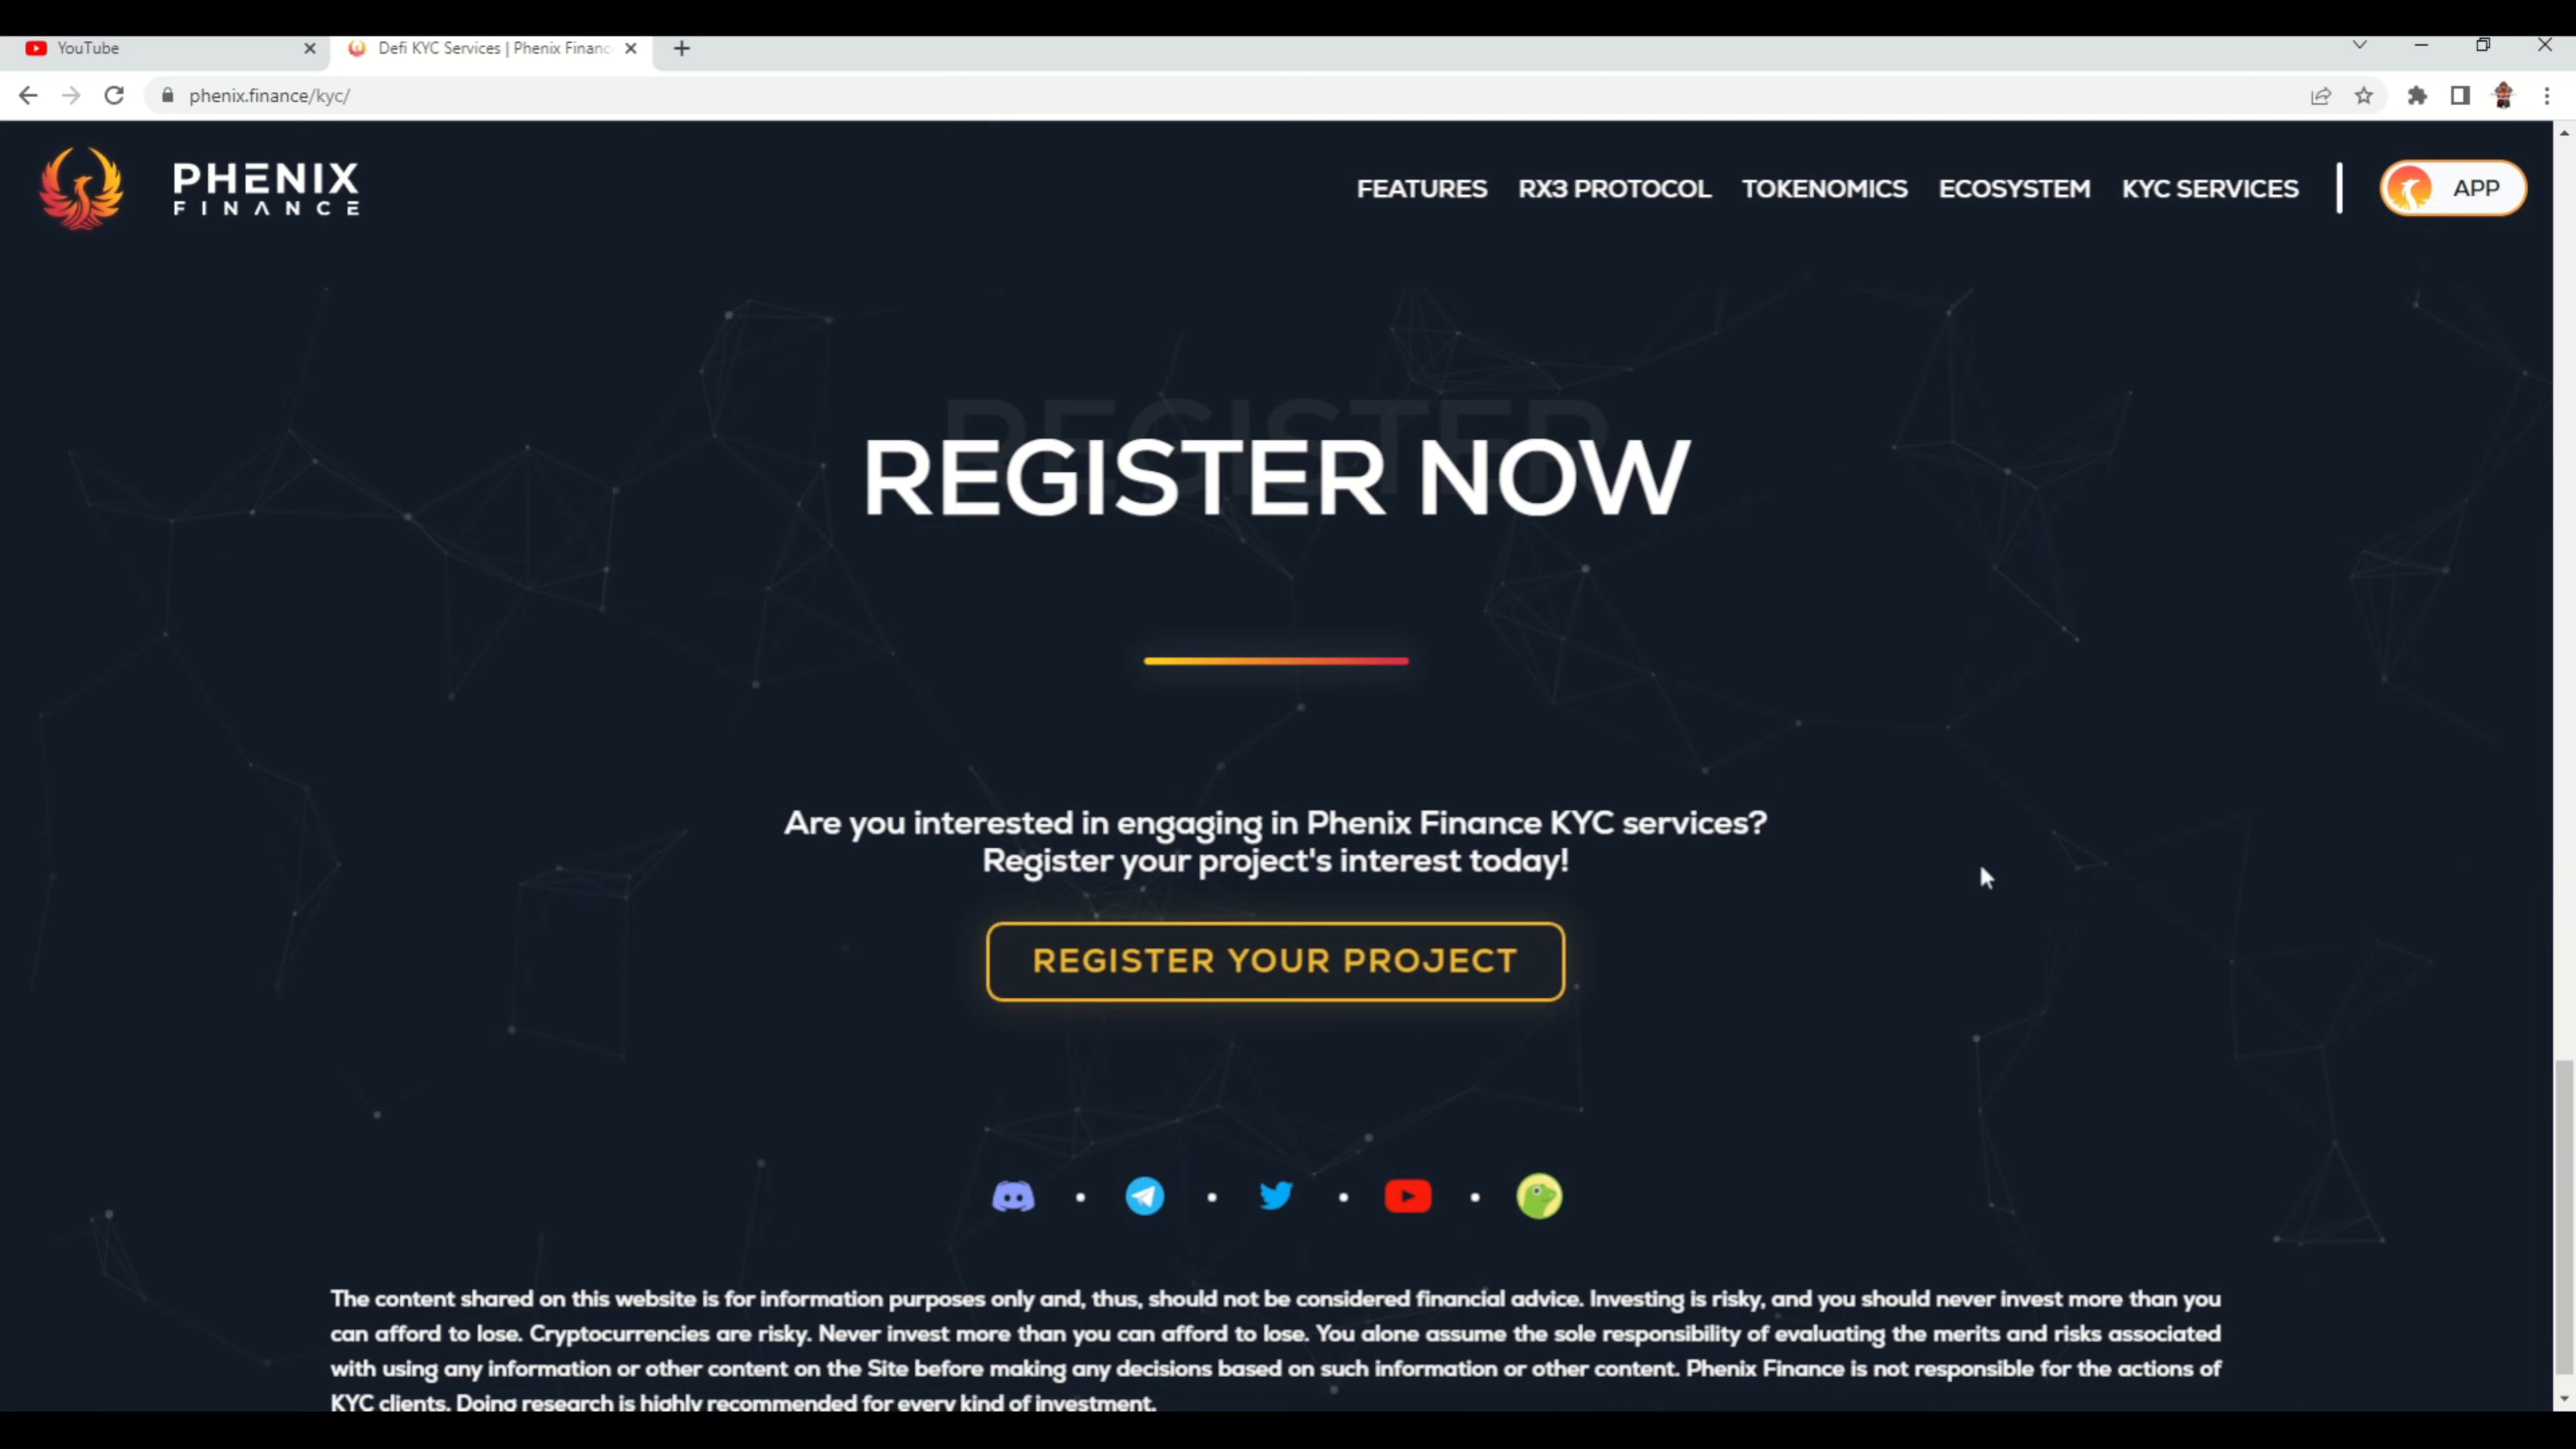 YouTube
Defi KYC Services | Phenix Financ
phenix.finance/kyc/
PHENIX
FINANCE
FEATURES
RX3 PROTOCOL
TOKENOMICS
ECOSYSTEM
KYC SERVICES
APP
REGISTER
REGISTER NOW
Are you interested in engaging in Phenix Finance KYC services?
Register your project's interest today!
REGISTER YOUR PROJECT
The content shared on this website is for information purposes only and, thus, should not be considered financial advice. Investing is risky, and you should never invest more than you
can afford to lose. Cryptocurrencies are risky. Never invest more than you can afford to lose. You alone assume the sole responsibility of evaluating the merits and risks associated
with using any information or other content on the Site before making any decisions based on such information or other content. Phenix Finance is not responsible for the actions of
KYC clients. Doing research is highly recommended for every kind of investment.